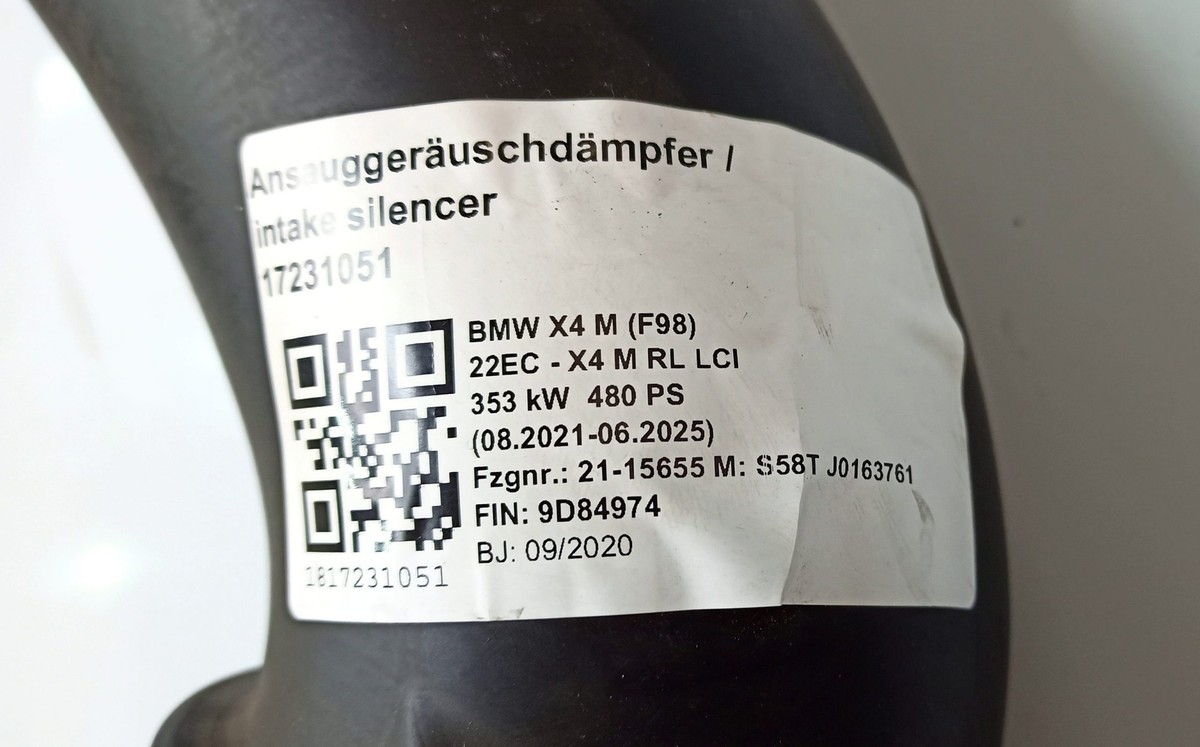 Ansauggeräuschdämpfer /
intake silencer
17231051
BMW X4 M (F98)
22EC - X4 M RL LCI
353 kW 480 PS
(08.2021-06.2025)
Fzgnr.: 21-15655 M: S58T J0163761
FIN: 9D84974
BJ: 09/2020
1817231051